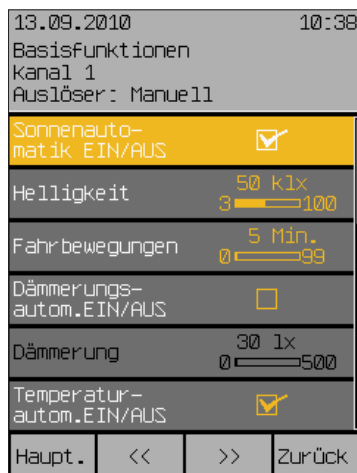 13.09.2010 10:38
Basisfunktionen
Kanal 1
Auslöser: Manuell
Sonnenauto-
matik EIN/AUS
Helligkeit 50 klx
3 100
Fahrbewegungen 5 Min.
0 99
Dämmerungs-
autom.EIN/AUS
Dämmerung 30 lx
0 500
Temperatur-
autom.EIN/AUS
Haupt. << >> Zurück